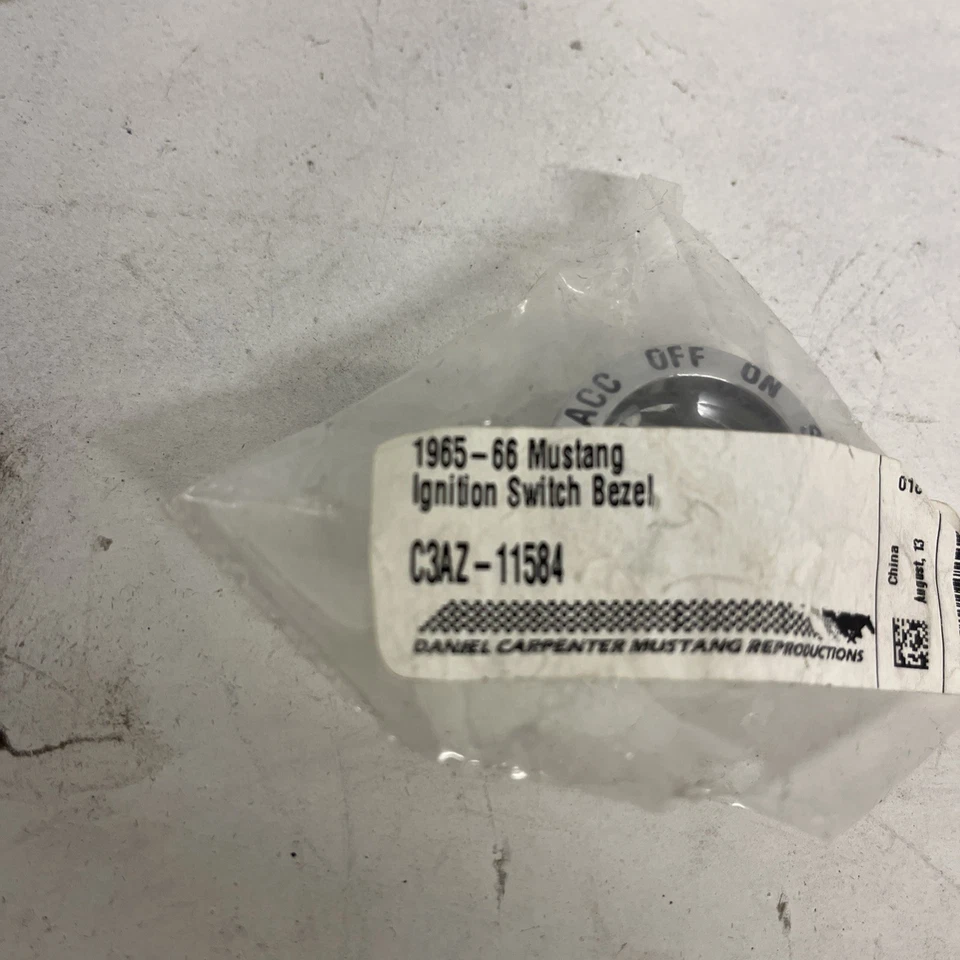 ACC OFF ON
1965-66 Mustang
Ignition Switch Bezel
C3AZ-11584
DANIEL CARPENTER MUSTANG REPRODUCTIONS
China
August, 13